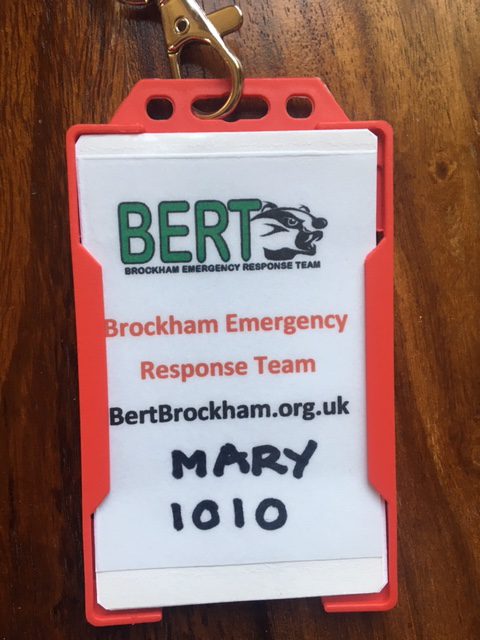 BERT
BROCKHAM EMERGENCY RESPONSE TEAM
Brockham Emergency
Response Team
BertBrockham.org.uk
MARY
1010